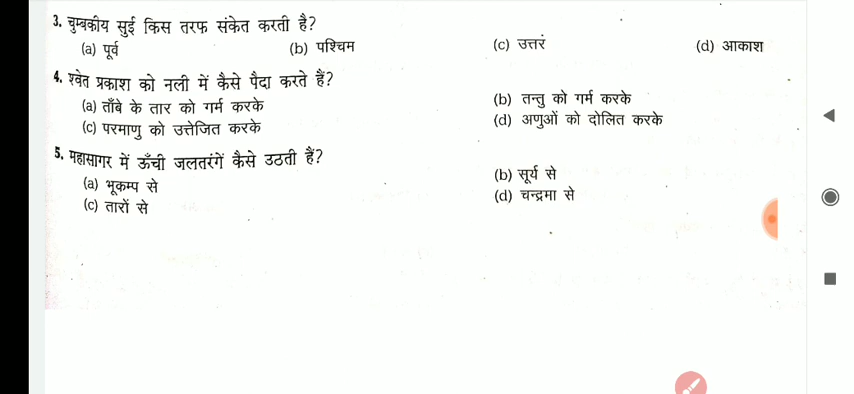 3. चुम्बकीय सुई किस तरफ संकेत करती है?
(a) पूर्व (b) पश्चिम (c) उत्तर (d) आकाश
4. श्वेत प्रकाश को नली में कैसे पैदा करते हैं?
(a) ताँबे के तार को गर्म करके (b) तन्तु को गर्म करके
(c) परमाणु को उत्तेजित करके (d) अणुओं को दोलित करके
5. महासागर में ऊँची जलतरंगें कैसे उठती हैं?
(a) भूकम्प से (b) सूर्य से
(c) तारों से (d) चन्द्रमा से